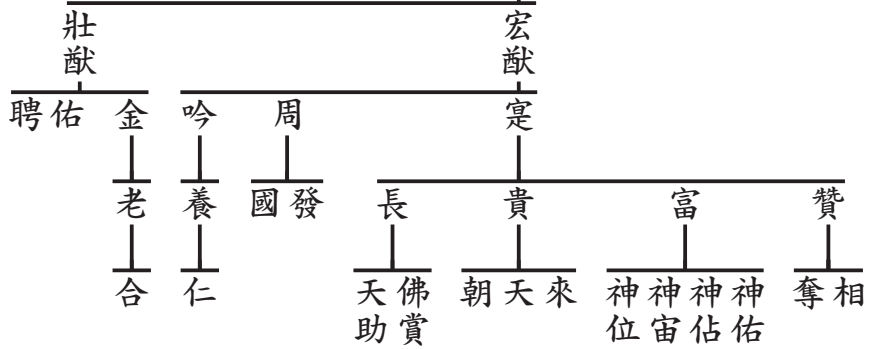 壯猷 宏猷
聘 佑 金 吟 周 寔
老 養 國 發 長 貴 富 贊
合 仁 天助 佛賞 朝 天 來 神位 神宙 神佔 神佑 奪 相